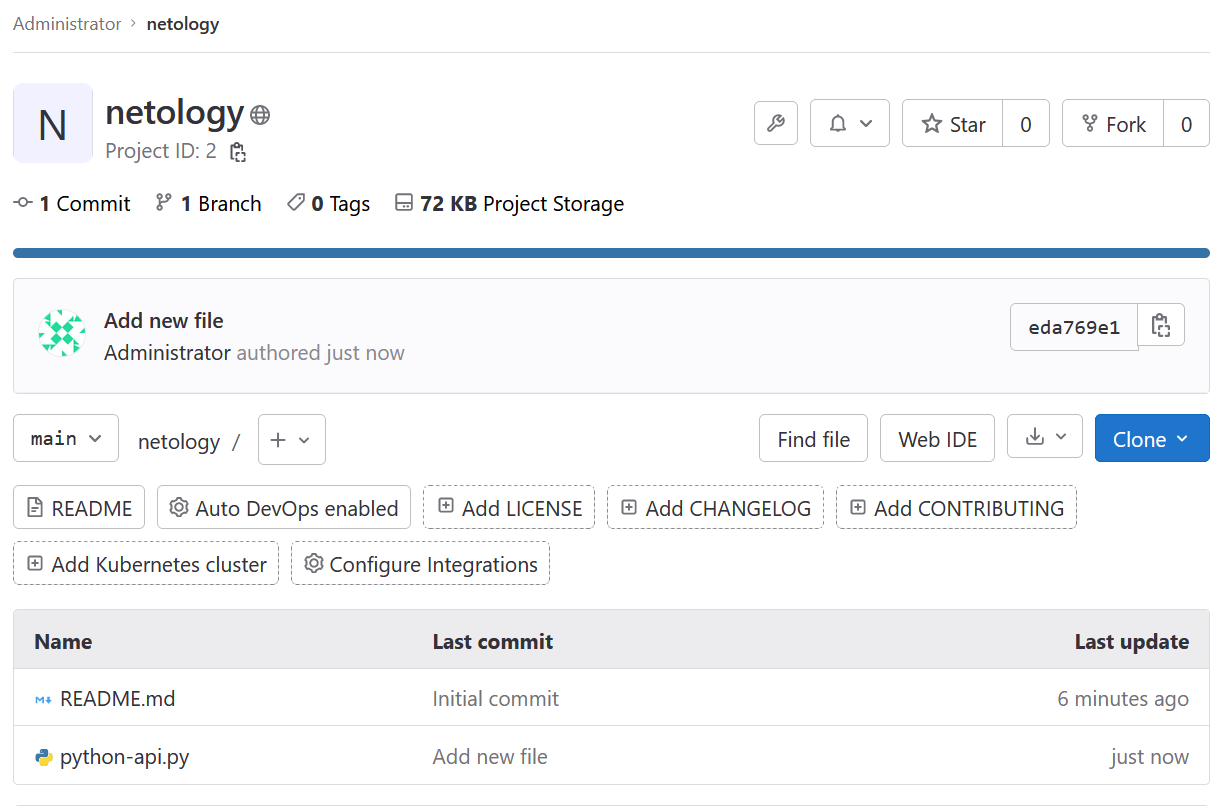 Administrator › netology
N
netology
Project ID: 2
Star 0 Fork 0
1 Commit 1 Branch 0 Tags 72 KB Project Storage
Add new file
Administrator authored just now
eda769e1
main netology / + Find file Web IDE Clone
README Auto DevOps enabled Add LICENSE Add CHANGELOG Add CONTRIBUTING
Add Kubernetes cluster Configure Integrations
Name Last commit Last update
README.md Initial commit 6 minutes ago
python-api.py Add new file just now